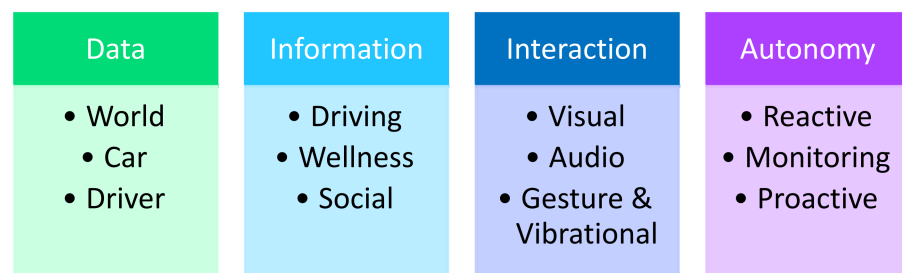 Data
• World
• Car
• Driver
Information
• Driving
• Wellness
• Social
Interaction
• Visual
• Audio
• Gesture &
Vibrational
Autonomy
• Reactive
• Monitoring
• Proactive